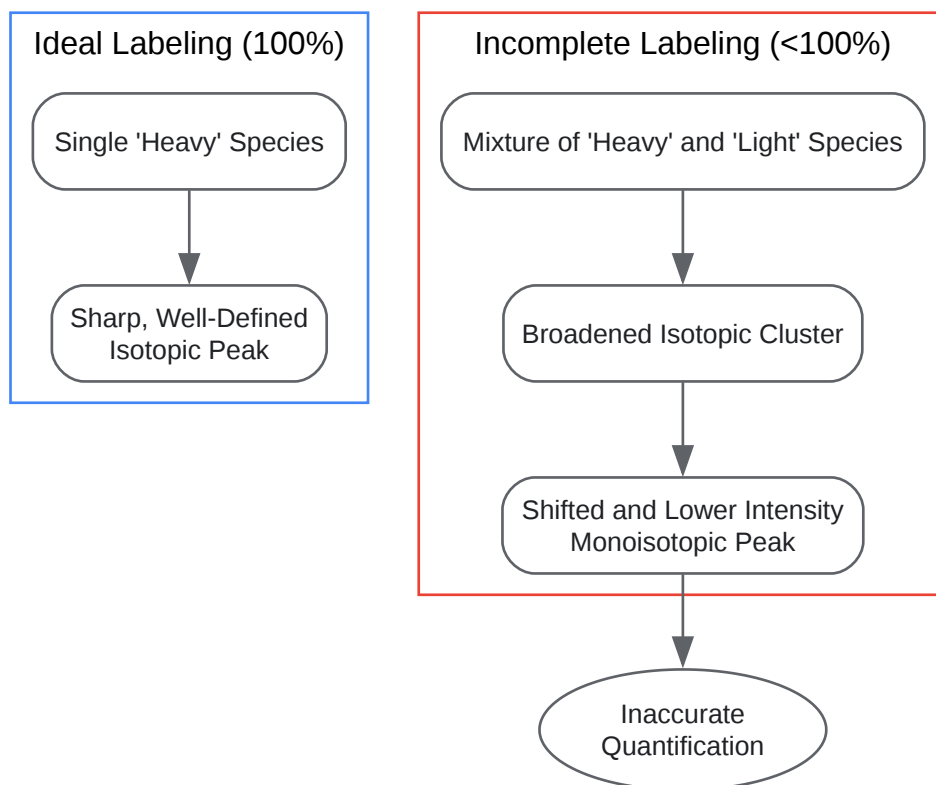 Ideal Labeling (100%)
Single 'Heavy' Species
Sharp, Well-Defined
Isotopic Peak
Incomplete Labeling (<100%)
Mixture of 'Heavy' and 'Light' Species
Broadened Isotopic Cluster
Shifted and Lower Intensity
Monoisotopic Peak
Inaccurate
Quantification